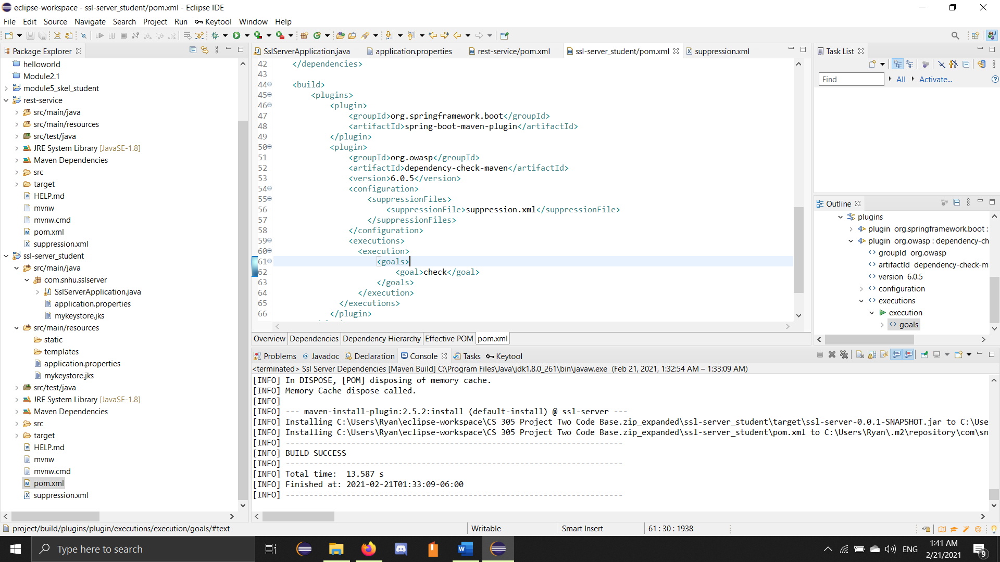 eclipse-workspace - ssl-server_student/pom.xml - Eclipse IDE
File Edit Source Navigate Search Project Run Keytool Window Help
Package Explorer
helloworld
Module2.1
module5_skel_student
rest-service
src/main/java
src/main/resources
src/test/java
JRE System Library [JavaSE-1.8]
Maven Dependencies
src
target
HELP.md
mvnw
mvnw.cmd
pom.xml
suppression.xml
ssl-server_student
src/main/java
com.snhu.sslserver
SslServerApplication.java
application.properties
mykeystore.jks
src/main/resources
static
templates
application.properties
mykeystore.jks
src/test/java
JRE System Library [JavaSE-1.8]
Maven Dependencies
src
target
HELP.md
mvnw
mvnw.cmd
pom.xml
suppression.xml
SslServerApplication.java application.properties rest-service/pom.xml ssl-server_student/pom.xml suppression.xml
42 </dependencies>
43
44 <build>
45 <plugins>
46 <plugin>
47 <groupId>org.springframework.boot</groupId>
48 <artifactId>spring-boot-maven-plugin</artifactId>
49 </plugin>
50 <plugin>
51 <groupId>org.owasp</groupId>
52 <artifactId>dependency-check-maven</artifactId>
53 <version>6.0.5</version>
54 <configuration>
55 <suppressionFiles>
56 <suppressionFile>suppression.xml</suppressionFile>
57 </suppressionFiles>
58 </configuration>
59 <executions>
60 <execution>
61 <goals>
62 <goal>check</goal>
63 </goals>
64 </execution>
65 </executions>
66 </plugin>
Overview Dependencies Dependency Hierarchy Effective POM pom.xml
Problems Javadoc Declaration Console Tasks Keytool
<terminated> Ssl Server Dependencies [Maven Build] C:\Program Files\Java\jdk1.8.0_261\bin\javaw.exe (Feb 21, 2021, 1:32:54 AM – 1:33:09 AM)
[INFO] In DISPOSE, [POM] disposing of memory cache.
[INFO] Memory Cache dispose called.
[INFO]
[INFO] --- maven-install-plugin:2.5.2:install (default-install) @ ssl-server ---
[INFO] Installing C:\Users\Ryan\eclipse-workspace\CS 305 Project Two Code Base.zip_expanded\ssl-server_student\target\ssl-server-0.0.1-SNAPSHOT.jar to C:\Use
[INFO] Installing C:\Users\Ryan\eclipse-workspace\CS 305 Project Two Code Base.zip_expanded\ssl-server_student\pom.xml to C:\Users\Ryan\.m2\repository\com\sn
[INFO] ------------------------------------------------------------------------
[INFO] BUILD SUCCESS
[INFO] ------------------------------------------------------------------------
[INFO] Total time:  13.587 s
[INFO] Finished at: 2021-02-21T01:33:09-06:00
[INFO] ------------------------------------------------------------------------
Task List
Find All Activate...
Outline
plugins
plugin org.springframework.boot :
plugin org.owasp : dependency-ch
groupId org.owasp
artifactId dependency-check-m
version 6.0.5
configuration
executions
execution
goals
project/build/plugins/plugin/executions/execution/goals/#text Writable Smart Insert 61 : 30 : 1938
Type here to search
ENG
1:41 AM
2/21/2021
9